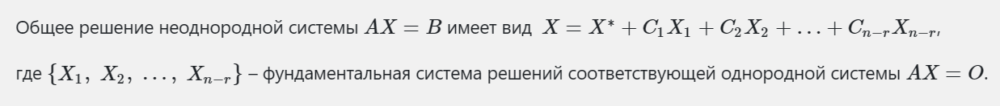 Общее решение неоднородной системы $AX = B$ имеет вид $X = X^* + C_1X_1 + C_2X_2 + \ldots + C_{n-r}X_{n-r}$,
где $\{X_1,\ X_2,\ \ldots,\ X_{n-r}\}$ – фундаментальная система решений соответствующей однородной системы $AX = O$.